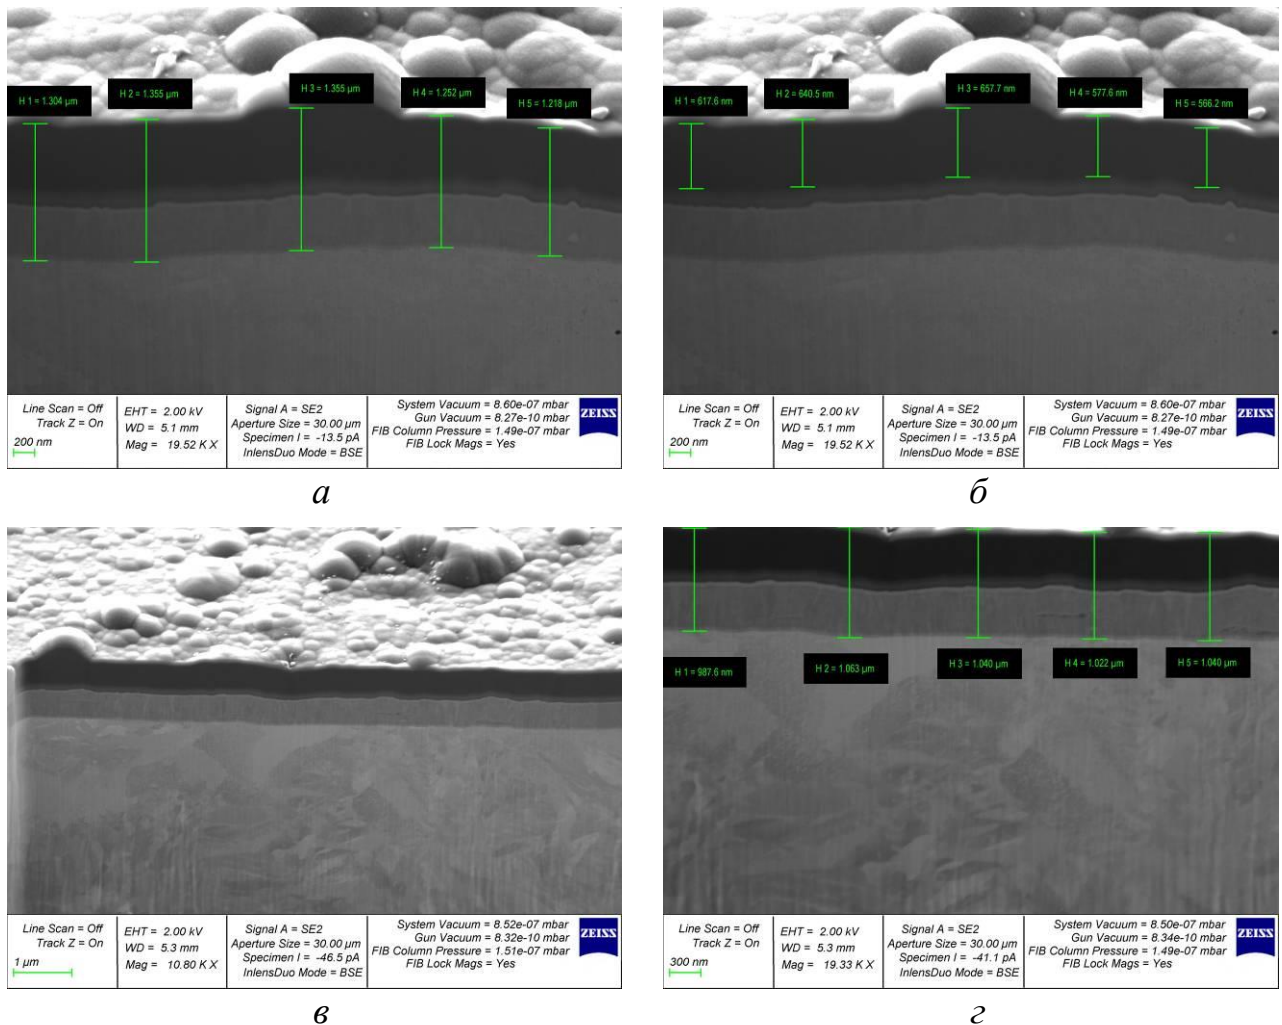 H 1 = 1.304 µm
H 2 = 1.355 µm
H 3 = 1.355 µm
H 4 = 1.252 µm
H 5 = 1.218 µm
Line Scan = Off
Track Z = On
200 nm
EHT = 2.00 kV
WD = 5.1 mm
Mag = 19.52 K X
Signal A = SE2
Aperture Size = 30.00 µm
Specimen I = -13.5 pA
InlensDuo Mode = BSE
System Vacuum = 8.60e-07 mbar
Gun Vacuum = 8.27e-10 mbar
FIB Column Pressure = 1.49e-07 mbar
FIB Lock Mags = Yes
ZEISS
а
H 1 = 617.6 nm
H 2 = 640.5 nm
H 3 = 657.7 nm
H 4 = 577.6 nm
H 5 = 566.2 nm
Line Scan = Off
Track Z = On
200 nm
EHT = 2.00 kV
WD = 5.1 mm
Mag = 19.52 K X
Signal A = SE2
Aperture Size = 30.00 µm
Specimen I = -13.5 pA
InlensDuo Mode = BSE
System Vacuum = 8.60e-07 mbar
Gun Vacuum = 8.27e-10 mbar
FIB Column Pressure = 1.49e-07 mbar
FIB Lock Mags = Yes
ZEISS
б
Line Scan = Off
Track Z = On
1 µm
EHT = 2.00 kV
WD = 5.3 mm
Mag = 10.80 K X
Signal A = SE2
Aperture Size = 30.00 µm
Specimen I = -46.5 pA
InlensDuo Mode = BSE
System Vacuum = 8.52e-07 mbar
Gun Vacuum = 8.32e-10 mbar
FIB Column Pressure = 1.51e-07 mbar
FIB Lock Mags = Yes
ZEISS
в
H 1 = 987.6 nm
H 2 = 1.063 µm
H 3 = 1.040 µm
H 4 = 1.022 µm
H 5 = 1.040 µm
Line Scan = Off
Track Z = On
300 nm
EHT = 2.00 kV
WD = 5.3 mm
Mag = 19.33 K X
Signal A = SE2
Aperture Size = 30.00 µm
Specimen I = -41.1 pA
InlensDuo Mode = BSE
System Vacuum = 8.50e-07 mbar
Gun Vacuum = 8.34e-10 mbar
FIB Column Pressure = 1.49e-07 mbar
FIB Lock Mags = Yes
ZEISS
г